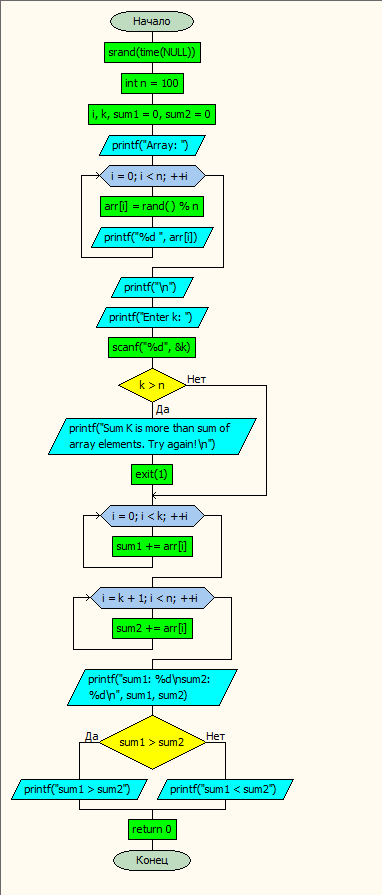 Начало
srand(time(NULL))
int n = 100
i, k, sum1 = 0, sum2 = 0
printf("Array: ")
i = 0; i < n; ++i
arr[i] = rand( ) % n
printf("%d ", arr[i])
printf("\n")
printf("Enter k: ")
scanf("%d", &k)
k > n
Нет
Да
printf("Sum K is more than sum of
array elements. Try again!\n")
exit(1)
i = 0; i < k; ++i
sum1 += arr[i]
i = k + 1; i < n; ++i
sum2 += arr[i]
printf("sum1: %d\nsum2:
%d\n", sum1, sum2)
Да
sum1 > sum2
Нет
printf("sum1 > sum2")
printf("sum1 < sum2")
return 0
Конец